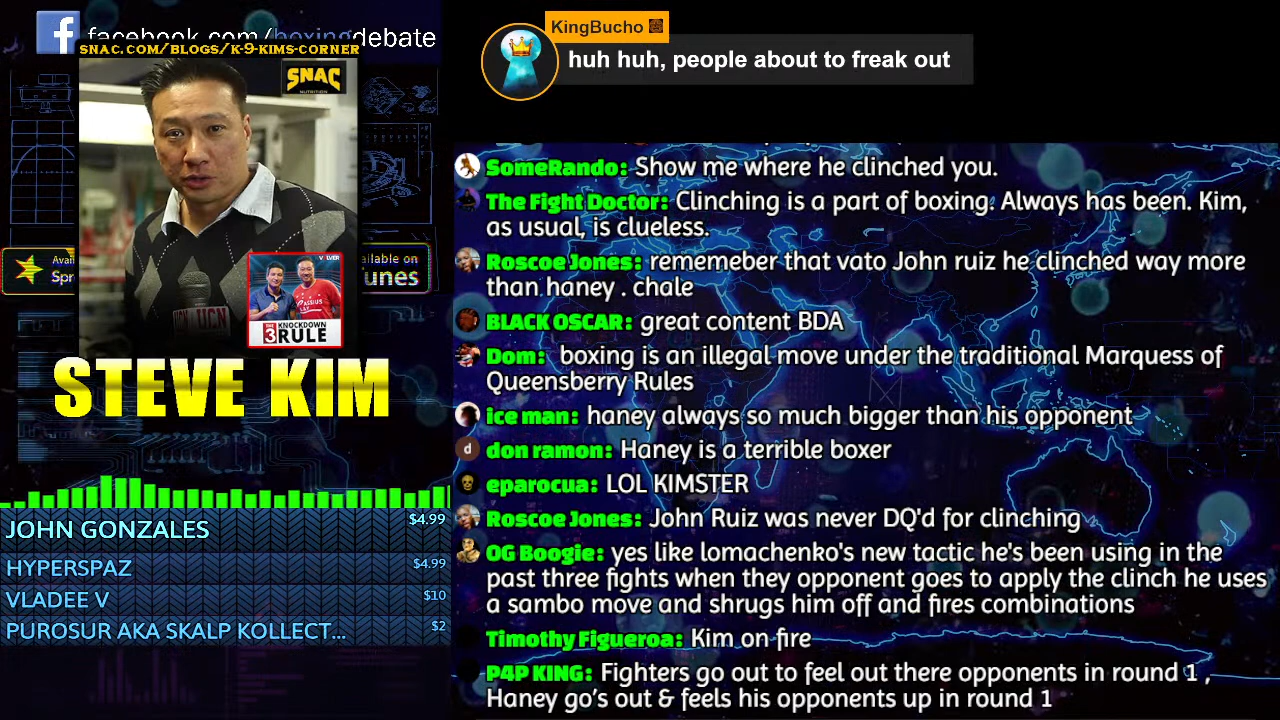 facebook.com/boxingdebate
SNAC.COM/BLOGS/K-9-KIMS-CORNER
SNAC
NUTRITION
Avai
Spr
ailable on
unes
UCN
CASSIUS
KNOCKDOWN
3 RULE
STEVE KIM
JOHN GONZALES $4.99
HYPERSPAZ $4.99
VLADEE V $10
PUROSUR AKA SKALP KOLLECT... $2
KingBucho
huh huh, people about to freak out
SomeRando: Show me where he clinched you.
The Fight Doctor: Clinching is a part of boxing. Always has been. Kim,
as usual, is clueless.
Roscoe Jones: rememeber that vato John ruiz he clinched way more
than haney . chale
BLACK OSCAR: great content BDA
Dom: boxing is an illegal move under the traditional Marquess of
Queensberry Rules
ice man: haney always so much bigger than his opponent
d don ramon: Haney is a terrible boxer
eparocua: LOL KIMSTER
Roscoe Jones: John Ruiz was never DQ'd for clinching
OG Boogie: yes like lomachenko's new tactic he's been using in the
past three fights when they opponent goes to apply the clinch he uses
a sambo move and shrugs him off and fires combinations
Timothy Figueroa: Kim on fire
P4P KING: Fighters go out to feel out there opponents in round 1 ,
Haney go's out & feels his opponents up in round 1